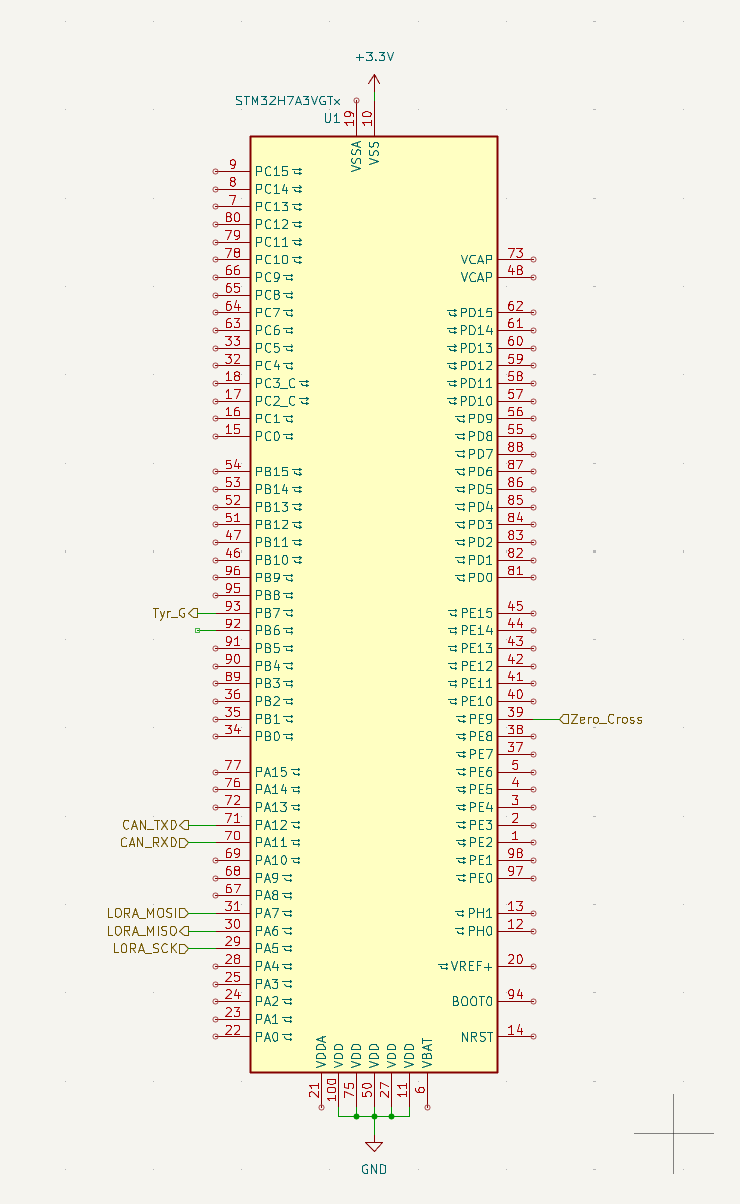 +3.3V
STM32H7A3VGTx
U1
19
10
VSSA
VSS
9 PC15
8 PC14
7 PC13
80 PC12
79 PC11
78 PC10
66 PC9
65 PC8
64 PC7
63 PC6
33 PC5
32 PC4
18 PC3_C
17 PC2_C
16 PC1
15 PC0
54 PB15
53 PB14
52 PB13
51 PB12
47 PB11
46 PB10
96 PB9
95 PB8
Tyr_G 93 PB7
92 PB6
91 PB5
90 PB4
89 PB3
36 PB2
35 PB1
34 PB0
77 PA15
76 PA14
72 PA13
CAN_TXD 71 PA12
CAN_RXD 70 PA11
69 PA10
68 PA9
67 PA8
LORA_MOSI 31 PA7
LORA_MISO 30 PA6
LORA_SCK 29 PA5
28 PA4
25 PA3
24 PA2
23 PA1
22 PA0
VCAP 73
VCAP 48
PD15 62
PD14 61
PD13 60
PD12 59
PD11 58
PD10 57
PD9 56
PD8 55
PD7 88
PD6 87
PD5 86
PD4 85
PD3 84
PD2 83
PD1 82
PD0 81
PE15 45
PE14 44
PE13 43
PE12 42
PE11 41
PE10 40
PE9 39 Zero_Cross
PE8 38
PE7 37
PE6 5
PE5 4
PE4 3
PE3 2
PE2 1
PE1 98
PE0 97
PH1 13
PH0 12
VREF+ 20
BOOT0 94
NRST 14
VDDA
VDD
VDD
VDD
VDD
VDD
VBAT
21
100
75
50
27
11
6
GND